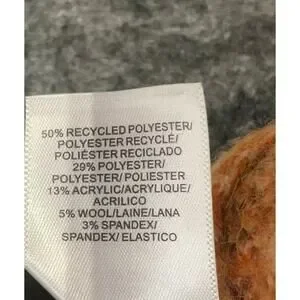 50% RECYCLED POLYESTER/
POLYESTER RECYCLÉ/
POLIÉSTER RECICLADO
29% POLYESTER/
POLYESTER/ POLIESTER
13% ACRYLIC/ACRYLIQUE/
ACRILICO
5% WOOL/LAINE/LANA
3% SPANDEX/
SPANDEX/ ELASTICO